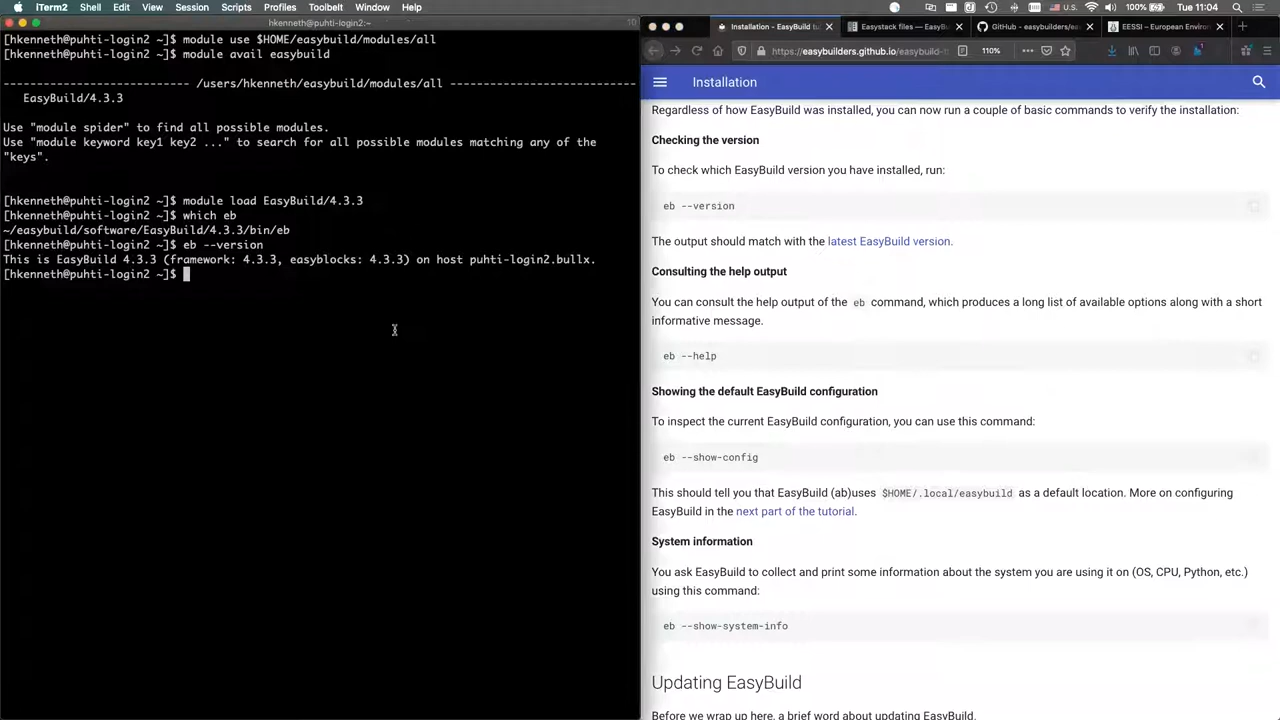 iTerm2 Shell Edit View Session Scripts Profiles Toolbelt Window Help
U.S. Tue 11:04
hkenneth@puhti-login2:~
[hkenneth@puhti-login2 ~]$ module use $HOME/easybuild/modules/all
[hkenneth@puhti-login2 ~]$ module avail easybuild
------------------------- /users/hkenneth/easybuild/modules/all -------------------------
EasyBuild/4.3.3
Use "module spider" to find all possible modules.
Use "module keyword key1 key2 ..." to search for all possible modules matching any of the
"keys".
[hkenneth@puhti-login2 ~]$ module load EasyBuild/4.3.3
[hkenneth@puhti-login2 ~]$ which eb
~/easybuild/software/EasyBuild/4.3.3/bin/eb
[hkenneth@puhti-login2 ~]$ eb --version
This is EasyBuild 4.3.3 (framework: 4.3.3, easyblocks: 4.3.3) on host puhti-login2.bullx.
[hkenneth@puhti-login2 ~]$
Installation - EasyBuild tu
Easystack files — EasyBu
GitHub - easybuilders/e
EESSI – European Enviro
https://easybuilders.github.io/easybuild-
110%
Installation
Regardless of how EasyBuild was installed, you can now run a couple of basic commands to verify the installation:
Checking the version
To check which EasyBuild version you have installed, run:
eb --version
The output should match with the latest EasyBuild version.
Consulting the help output
You can consult the help output of the eb command, which produces a long list of available options along with a short
informative message.
eb --help
Showing the default EasyBuild configuration
To inspect the current EasyBuild configuration, you can use this command:
eb --show-config
This should tell you that EasyBuild (ab)uses $HOME/.local/easybuild as a default location. More on configuring
EasyBuild in the next part of the tutorial.
System information
You ask EasyBuild to collect and print some information about the system you are using it on (OS, CPU, Python, etc.)
using this command:
eb --show-system-info
Updating EasyBuild
Before we wrap up here, a brief word about updating EasyBuild.